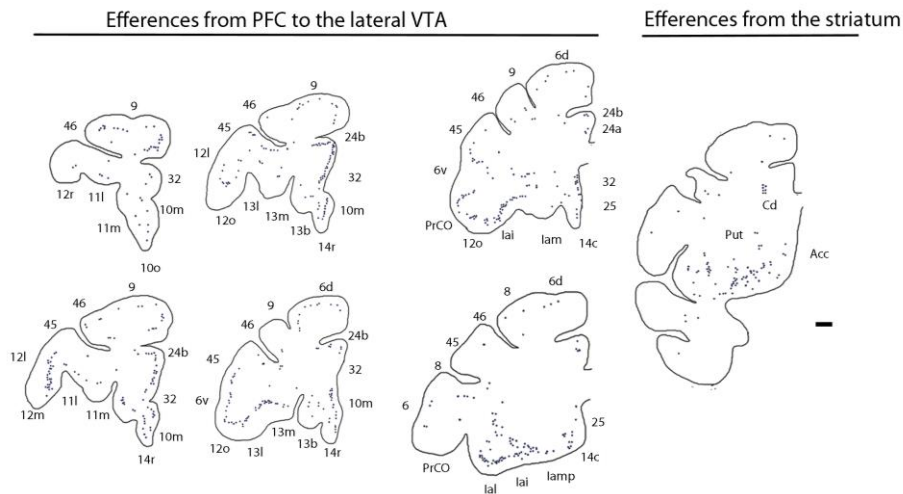 Efferences from PFC to the lateral VTA
Efferences from the striatum
9
46
12r
11l
11m
10o
32
10m
9
46
45
12l
24b
32
10m
12o
13l
13m
13b
14r
6d
9
46
45
6v
PrCO
12o
Iai
Iam
14c
24b
24a
32
25
Cd
Put
Acc
9
46
45
12l
24b
32
10m
12m
11l
11m
14r
6d
9
46
45
6v
24b
32
10m
12o
13l
13m
13b
14r
6d
8
46
45
8
6
25
14c
PrCO
Ial
Iai
Iamp